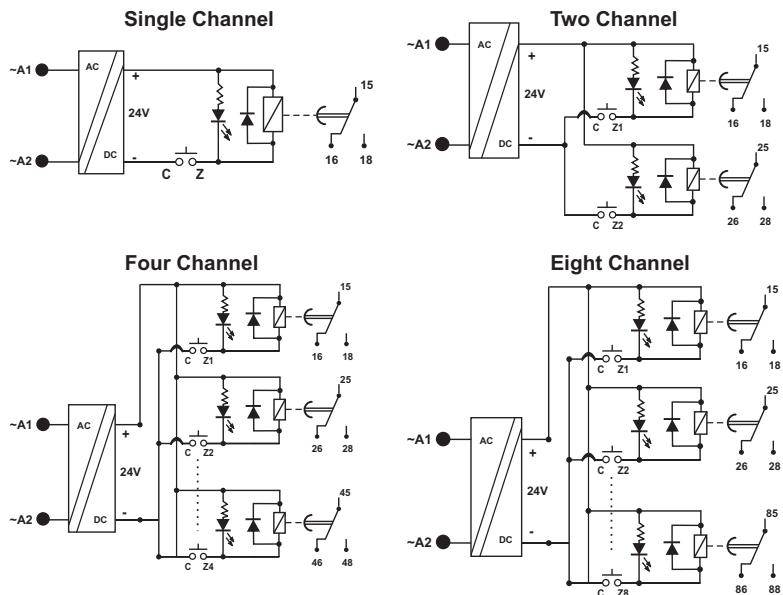 Single Channel
~A1
AC
+
24V
DC
-
~A2
C Z
15
16 18
Two Channel
~A1
AC
+
24V
DC
-
~A2
C Z1
15
16 18
C Z2
25
26 28
Four Channel
~A1
AC
+
24V
DC
-
~A2
C Z1
15
16 18
C Z2
25
26 28
C Z4
45
46 48
Eight Channel
~A1
AC
+
24V
DC
-
~A2
C Z1
15
16 18
C Z2
25
26 28
C Z8
85
86 88